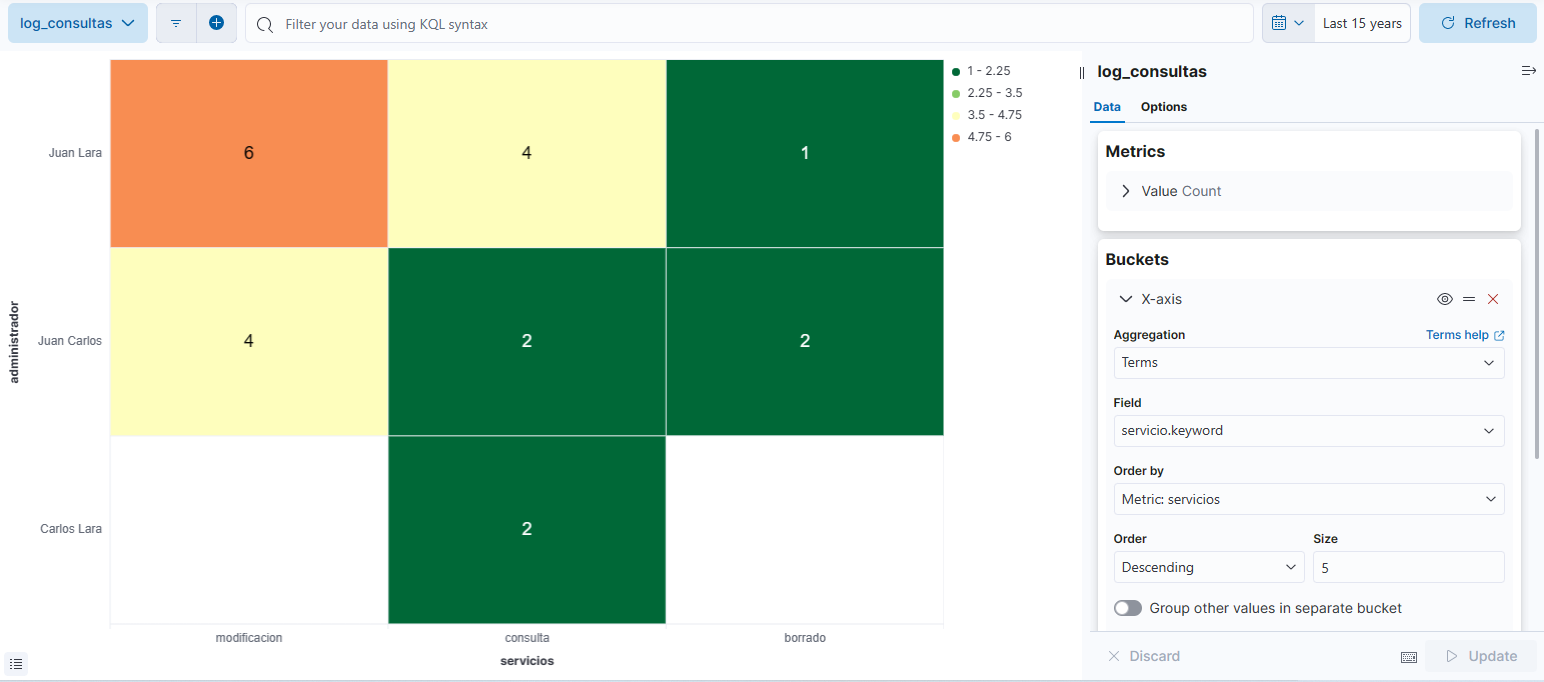 log_consultas
Filter your data using KQL syntax
Last 15 years
Refresh
administrador
Juan Lara
6
4
1
Juan Carlos
4
2
2
Carlos Lara
2
modificacion
consulta
borrado
servicios
1 - 2.25
2.25 - 3.5
3.5 - 4.75
4.75 - 6
log_consultas
Data Options
Metrics
Value Count
Buckets
X-axis
Aggregation Terms help
Terms
Field
servicio.keyword
Order by
Metric: servicios
Order Size
Descending 5
Group other values in separate bucket
Discard Update